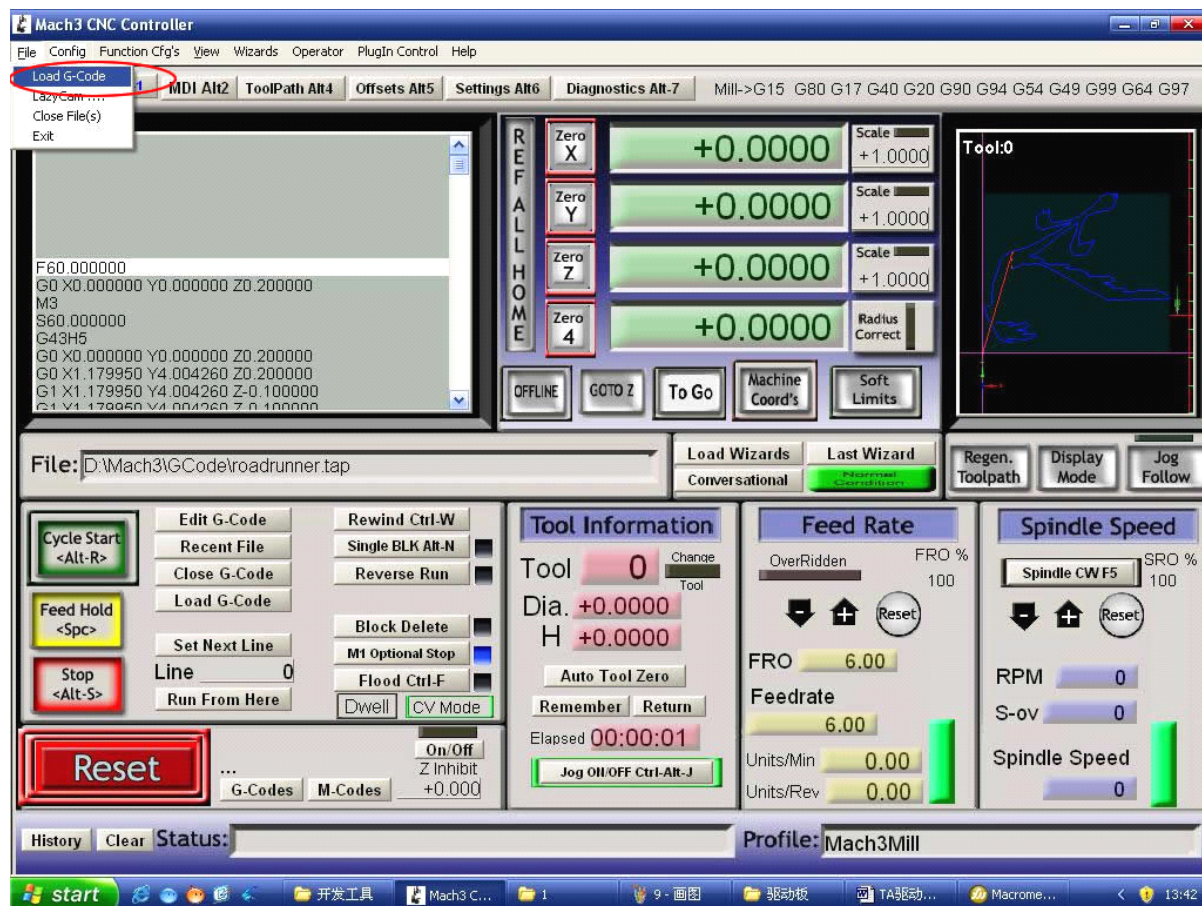 Mach3 CNC Controller
File Config Function Cfg's View Wizards Operator PlugIn Control Help
Load G-Code
LazyCam ....
Close File(s)
Exit
1 MDI Alt2 ToolPath Alt4 Offsets Alt5 Settings Alt6 Diagnostics Alt-7 Mill->G15 G80 G17 G40 G20 G90 G94 G54 G49 G99 G64 G97
F60.000000
G0 X0.000000 Y0.000000 Z0.200000
M3
S60.000000
G43H5
G0 X0.000000 Y0.000000 Z0.200000
G0 X1.179950 Y4.004260 Z0.200000
G1 X1.179950 Y4.004260 Z-0.100000
G1 X1.179950 Y4.004260 Z-0.100000
REF ALL HOME
Zero X +0.0000 Scale +1.0000
Zero Y +0.0000 Scale +1.0000
Zero Z +0.0000 Scale +1.0000
Zero 4 +0.0000 Radius Correct
OFFLINE GOTO Z To Go Machine Coord's Soft Limits
Tool:0
File: D:\Mach3\GCode\roadrunner.tap
Load Wizards Last Wizard
Conversational Normal Condition
Regen. Toolpath Display Mode Jog Follow
Cycle Start <Alt-R>
Feed Hold <Spc>
Stop <Alt-S>
Edit G-Code
Recent File
Close G-Code
Load G-Code
Set Next Line
Line 0
Run From Here
Rewind Ctrl-W
Single BLK Alt-N
Reverse Run
Block Delete
M1 Optional Stop
Flood Ctrl-F
Dwell CV Mode
Reset
...
G-Codes M-Codes
On/Off
Z Inhibit
+0.000
Tool Information
Tool 0 Change Tool
Dia. +0.0000
H +0.0000
Auto Tool Zero
Remember Return
Elapsed 00:00:01
Jog ON/OFF Ctrl-Alt-J
Feed Rate
OverRidden FRO % 100
Reset
FRO 6.00
Feedrate
6.00
Units/Min 0.00
Units/Rev 0.00
Spindle Speed
Spindle CW F5 SRO % 100
Reset
RPM 0
S-ov 0
Spindle Speed
0
History Clear Status: Profile: Mach3Mill
start 开发工具 Mach3 C... 1 9 - 画图 驱动板 TA驱动... Macrome... 13:42